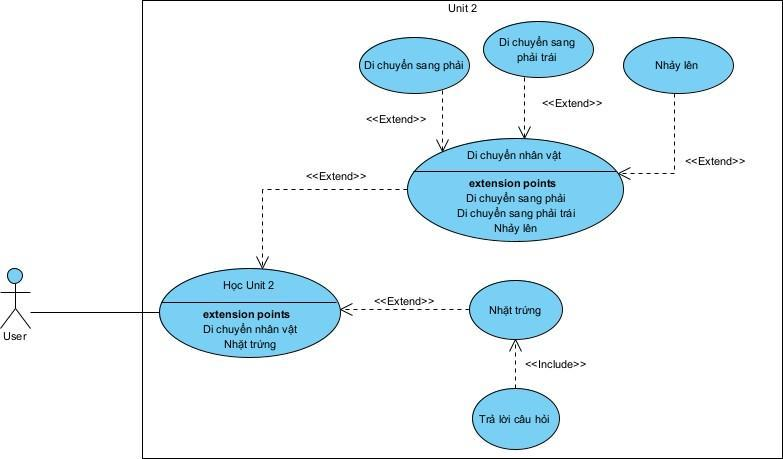 Unit 2
Di chuyển sang phải
Di chuyển sang
phải trái
Nhảy lên
<<Extend>>
<<Extend>>
<<Extend>>
Di chuyển nhân vật
extension points
Di chuyển sang phải
Di chuyển sang phải trái
Nhảy lên
<<Extend>>
Học Unit 2
extension points
Di chuyển nhân vật
Nhặt trứng
<<Extend>>
Nhặt trứng
User
<<Include>>
Trả lời câu hỏi